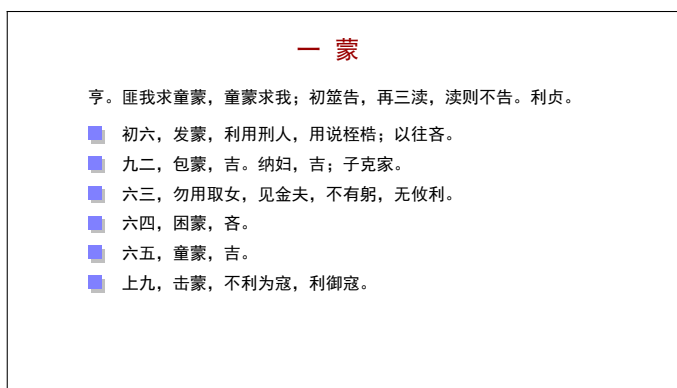 一 蒙
亨。匪我求童蒙，童蒙求我；初筮告，再三渎，渎则不告。利贞。
初六，发蒙，利用刑人，用说桎梏；以往吝。
九二，包蒙，吉。纳妇，吉；子克家。
六三，勿用取女，见金夫，不有躬，无攸利。
六四，困蒙，吝。
六五，童蒙，吉。
上九，击蒙，不利为寇，利御寇。